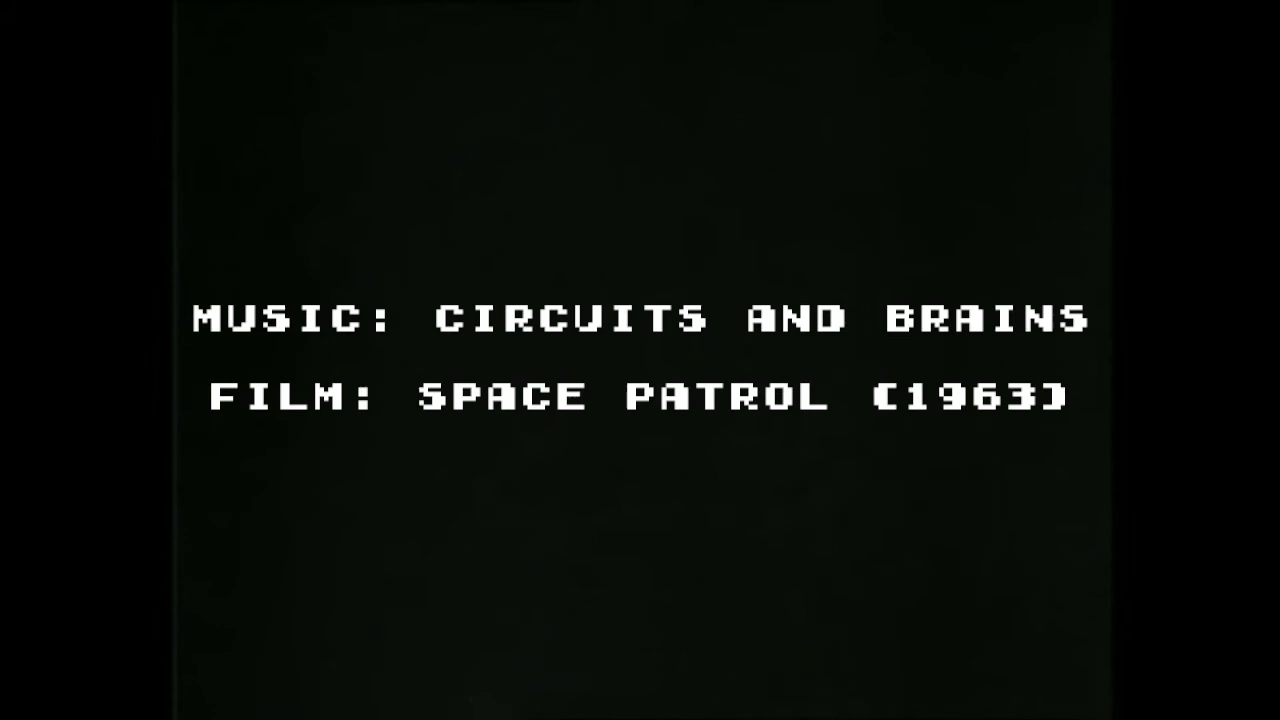 MUSIC: CIRCUITS AND BRAINS
FILM: SPACE PATROL (1963)